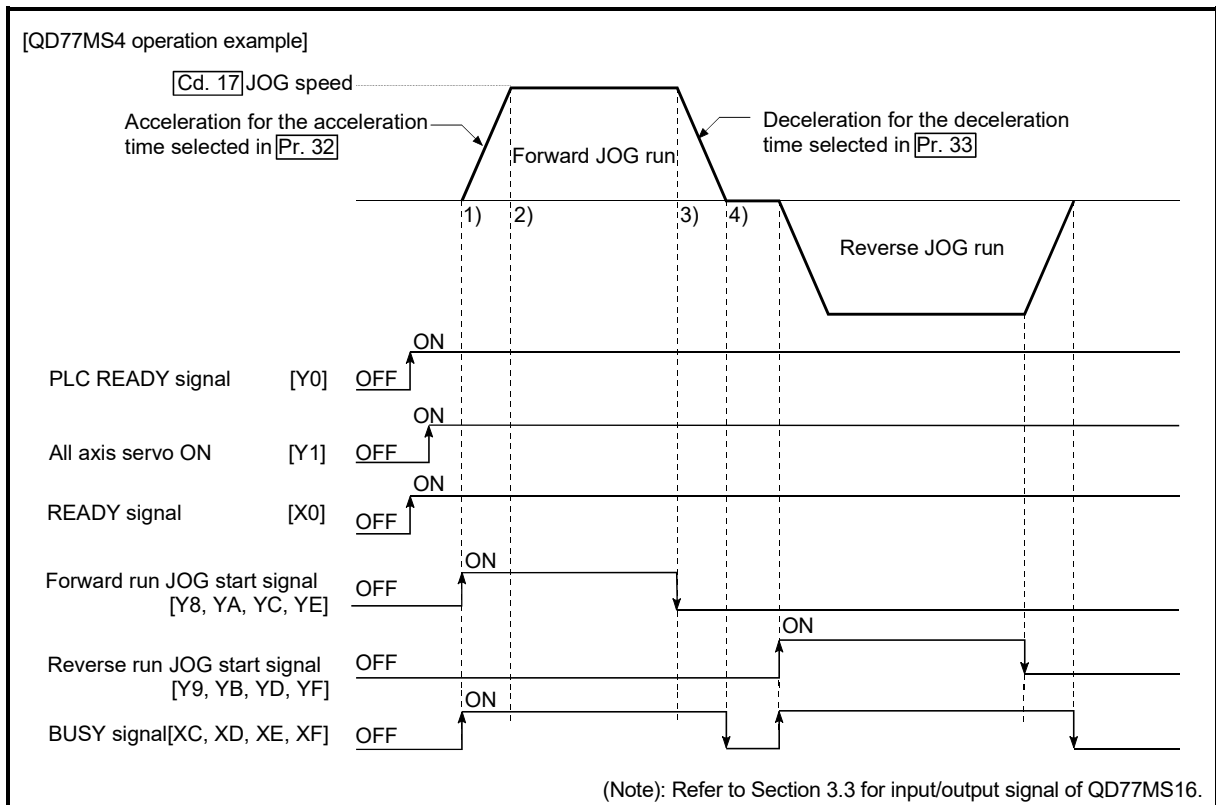 [QD77MS4 operation example]
Cd. 17 JOG speed
Acceleration for the acceleration
time selected in Pr. 32
Forward JOG run
Deceleration for the deceleration
time selected in Pr. 33
1) 2) 3) 4)
Reverse JOG run
ON
PLC READY signal [Y0] OFF
ON
All axis servo ON [Y1] OFF
ON
READY signal [X0] OFF
ON
Forward run JOG start signal OFF
[Y8, YA, YC, YE]
ON
Reverse run JOG start signal OFF
[Y9, YB, YD, YF]
ON
BUSY signal[XC, XD, XE, XF] OFF
(Note): Refer to Section 3.3 for input/output signal of QD77MS16.